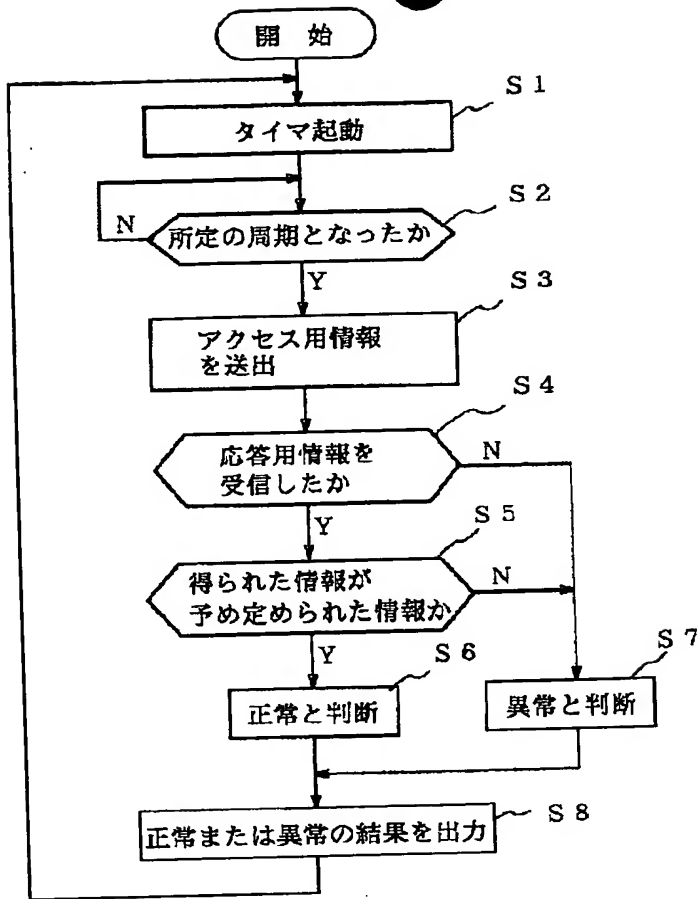 開 始
S1
タイマ起動
S2
N
所定の周期となったか
Y
S3
アクセス用情報
を送出
S4
応答用情報を
受信したか
N
Y
S5
得られた情報が
予め定められた情報か
N
Y
S6
S7
正常と判断
異常と判断
S8
正常または異常の結果を出力